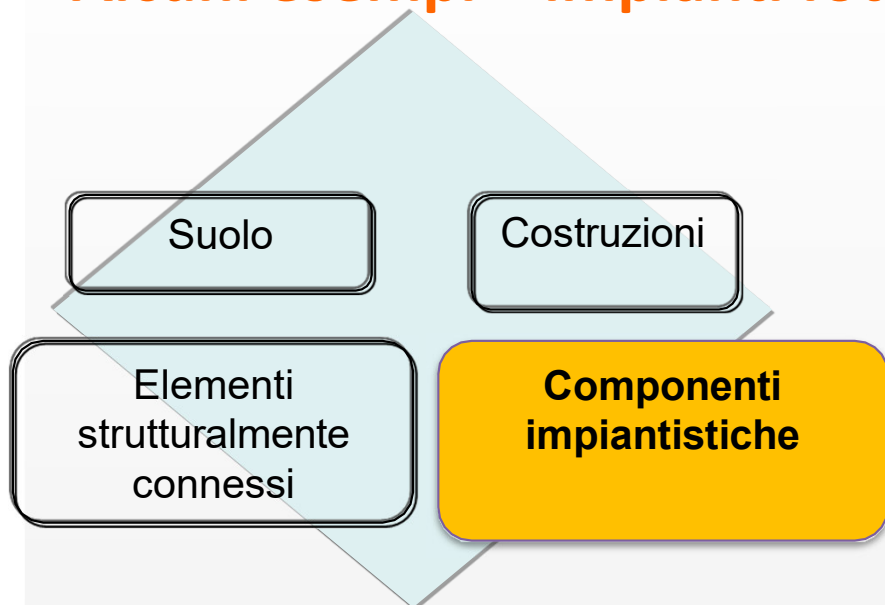 Suolo
Costruzioni
Elementi
strutturalmente
connessi
Componenti
impiantistiche